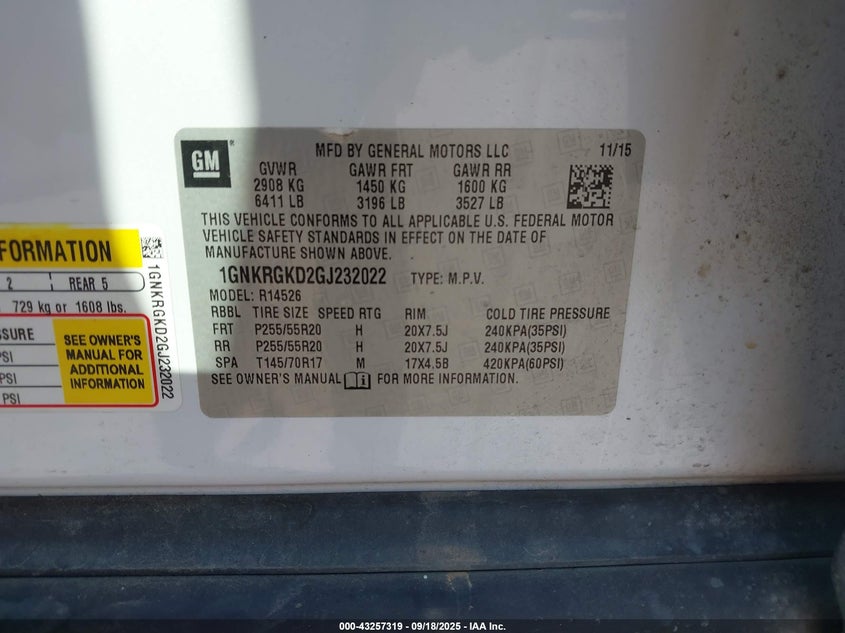 GM
MFD BY GENERAL MOTORS LLC 11/15
GVWR GAWR FRT GAWR RR
2908 KG 1450 KG 1600 KG
6411 LB 3196 LB 3527 LB
THIS VEHICLE CONFORMS TO ALL APPLICABLE U.S. FEDERAL MOTOR
VEHICLE SAFETY STANDARDS IN EFFECT ON THE DATE OF
MANUFACTURE SHOWN ABOVE.
1GNKRGKD2GJ232022 TYPE: M.P.V.
MODEL: R14526
RBBL TIRE SIZE SPEED RTG RIM COLD TIRE PRESSURE
FRT P255/55R20 H 20X7.5J 240KPA(35PSI)
RR P255/55R20 H 20X7.5J 240KPA(35PSI)
SPA T145/70R17 M 17X4.5B 420KPA(60PSI)
SEE OWNER'S MANUAL FOR MORE INFORMATION.
FORMATION
2 REAR 5
729 kg or 1608 lbs.
SSURE
PSI
PSI
PSI
SEE OWNER'S
MANUAL FOR
ADDITIONAL
INFORMATION
1GNKRGKD2GJ232022
000-43257319 - 09/18/2025 - IAA Inc.